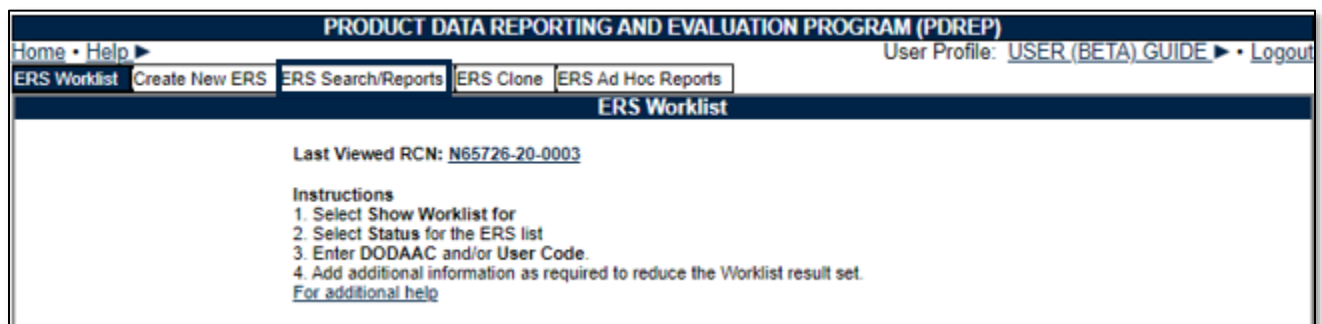 PRODUCT DATA REPORTING AND EVALUATION PROGRAM (PDREP)
Home • Help ► User Profile: USER (BETA) GUIDE ► • Logout
ERS Worklist Create New ERS ERS Search/Reports ERS Clone ERS Ad Hoc Reports
ERS Worklist
Last Viewed RCN: N65726-20-0003
Instructions
1. Select Show Worklist for
2. Select Status for the ERS list
3. Enter DODAAC and/or User Code.
4. Add additional information as required to reduce the Worklist result set.
For additional help